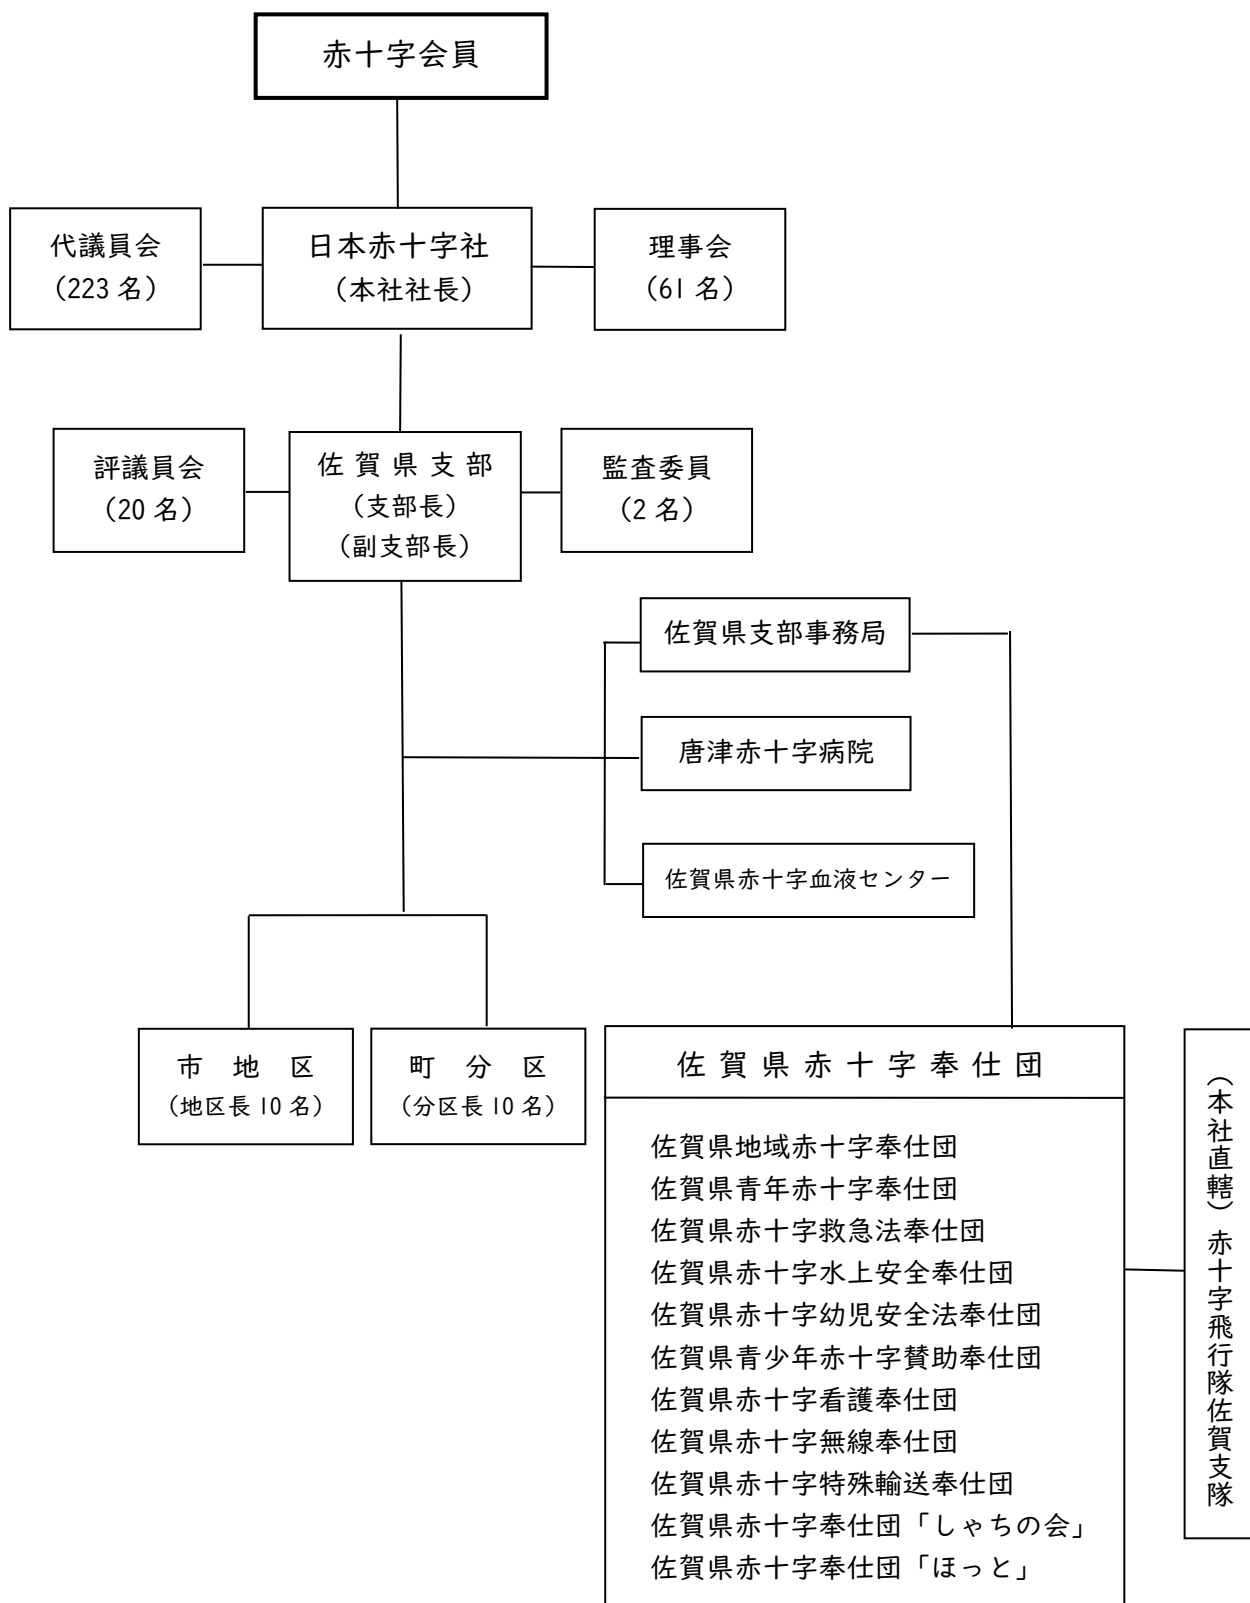 赤十字会員
代議員会
（223 名）
日本赤十字社
（本社社長）
理事会
（61 名）
評議員会
（20 名）
佐賀県支部
（支部長）
（副支部長）
監査委員
（2 名）
佐賀県支部事務局
唐津赤十字病院
佐賀県赤十字血液センター
市　地　区
（地区長 10 名）
町　分　区
（分区長 10 名）
佐賀県赤十字奉仕団
佐賀県地域赤十字奉仕団
佐賀県青年赤十字奉仕団
佐賀県赤十字救急法奉仕団
佐賀県赤十字水上安全奉仕団
佐賀県赤十字幼児安全法奉仕団
佐賀県青少年赤十字賛助奉仕団
佐賀県赤十字看護奉仕団
佐賀県赤十字無線奉仕団
佐賀県赤十字特殊輸送奉仕団
佐賀県赤十字奉仕団「しゃちの会」
佐賀県赤十字奉仕団「ほっと」
（本社直轄）赤十字飛行隊佐賀支隊